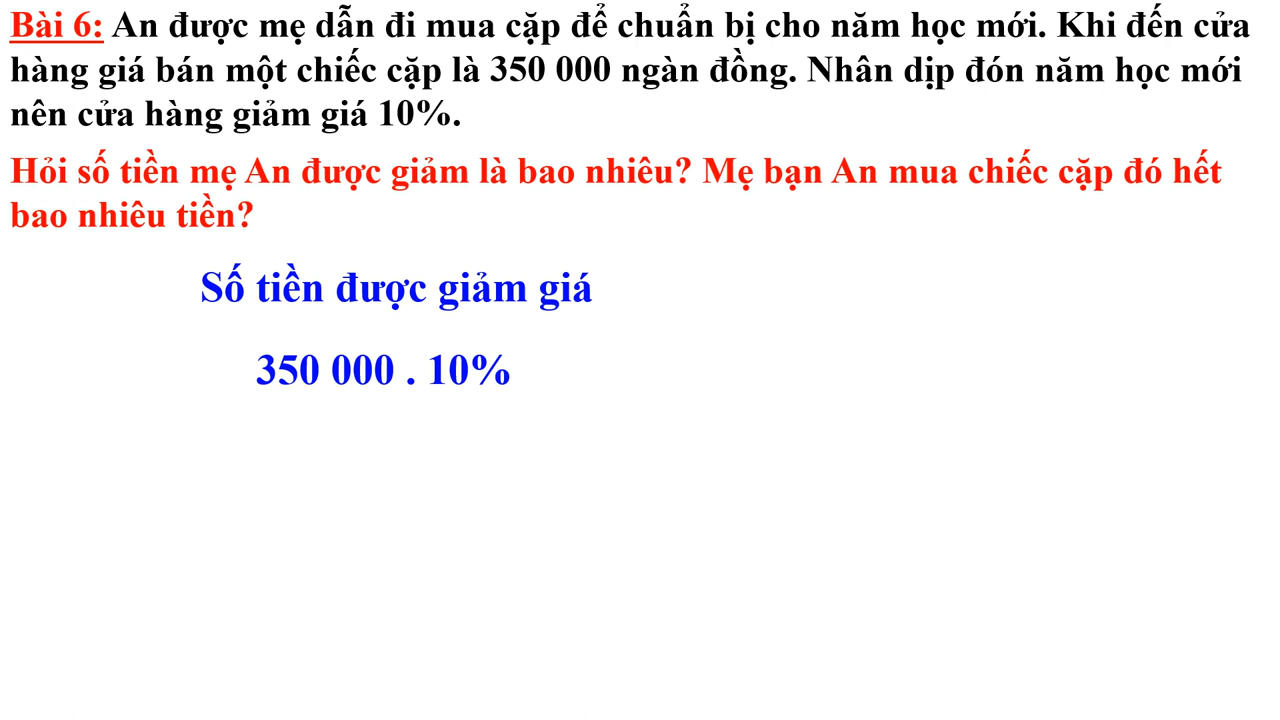 Bài 6: An được mẹ dẫn đi mua cặp để chuẩn bị cho năm học mới. Khi đến cửa
hàng giá bán một chiếc cặp là 350 000 ngàn đồng. Nhân dịp đón năm học mới
nên cửa hàng giảm giá 10%.
Hỏi số tiền mẹ An được giảm là bao nhiêu? Mẹ bạn An mua chiếc cặp đó hết
bao nhiêu tiền?
Số tiền được giảm giá
350 000 . 10%